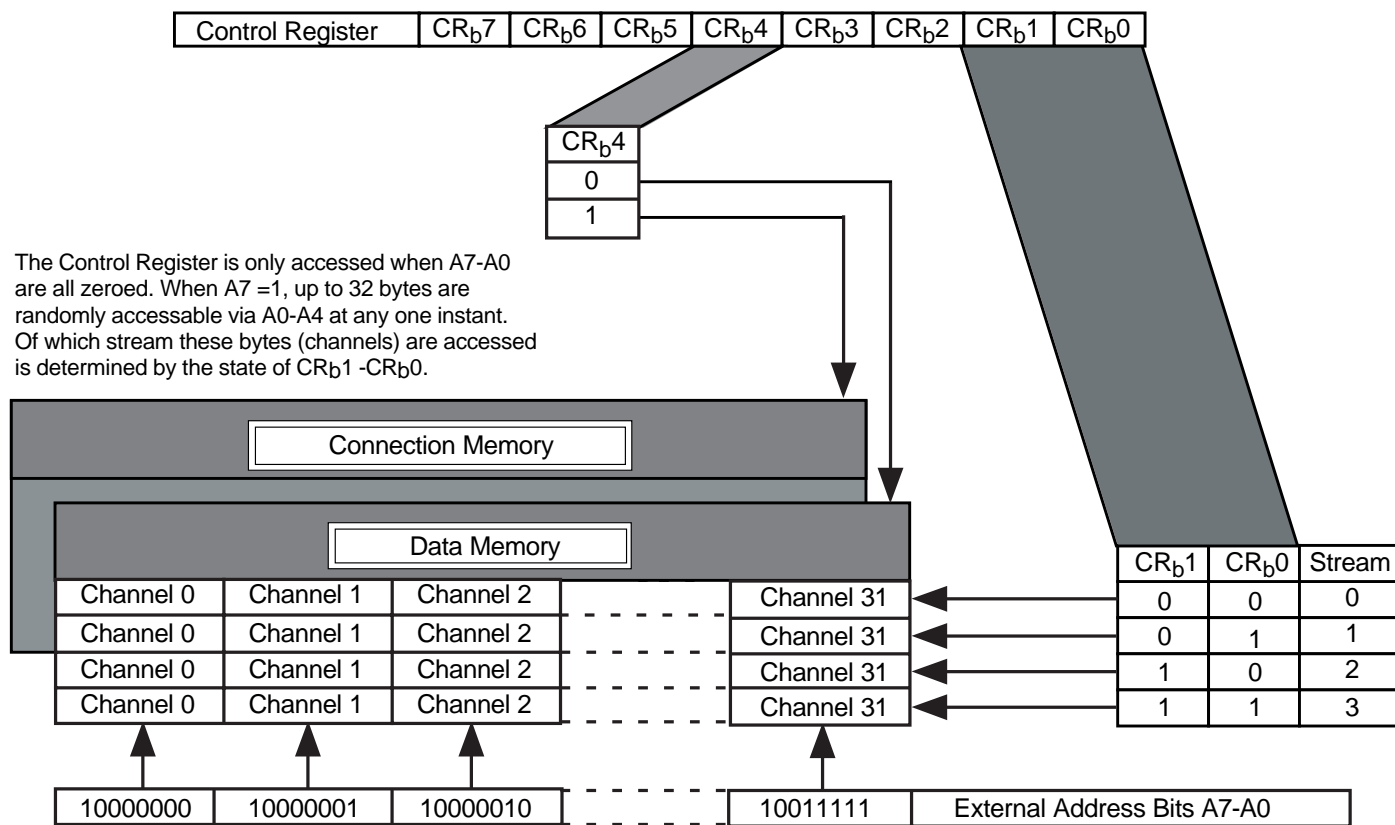 Control Register CRb7 CRb6 CRb5 CRb4 CRb3 CRb2 CRb1 CRb0
CRb4
0
1
The Control Register is only accessed when A7-A0
are all zeroed. When A7 =1, up to 32 bytes are
randomly accessable via A0-A4 at any one instant.
Of which stream these bytes (channels) are accessed
is determined by the state of CRb1 -CRb0.
Connection Memory
Data Memory
CRb1 CRb0 Stream
Channel 0 Channel 1 Channel 2 Channel 31 0 0 0
Channel 0 Channel 1 Channel 2 Channel 31 0 1 1
Channel 0 Channel 1 Channel 2 Channel 31 1 0 2
Channel 0 Channel 1 Channel 2 Channel 31 1 1 3
10000000 10000001 10000010 10011111 External Address Bits A7-A0